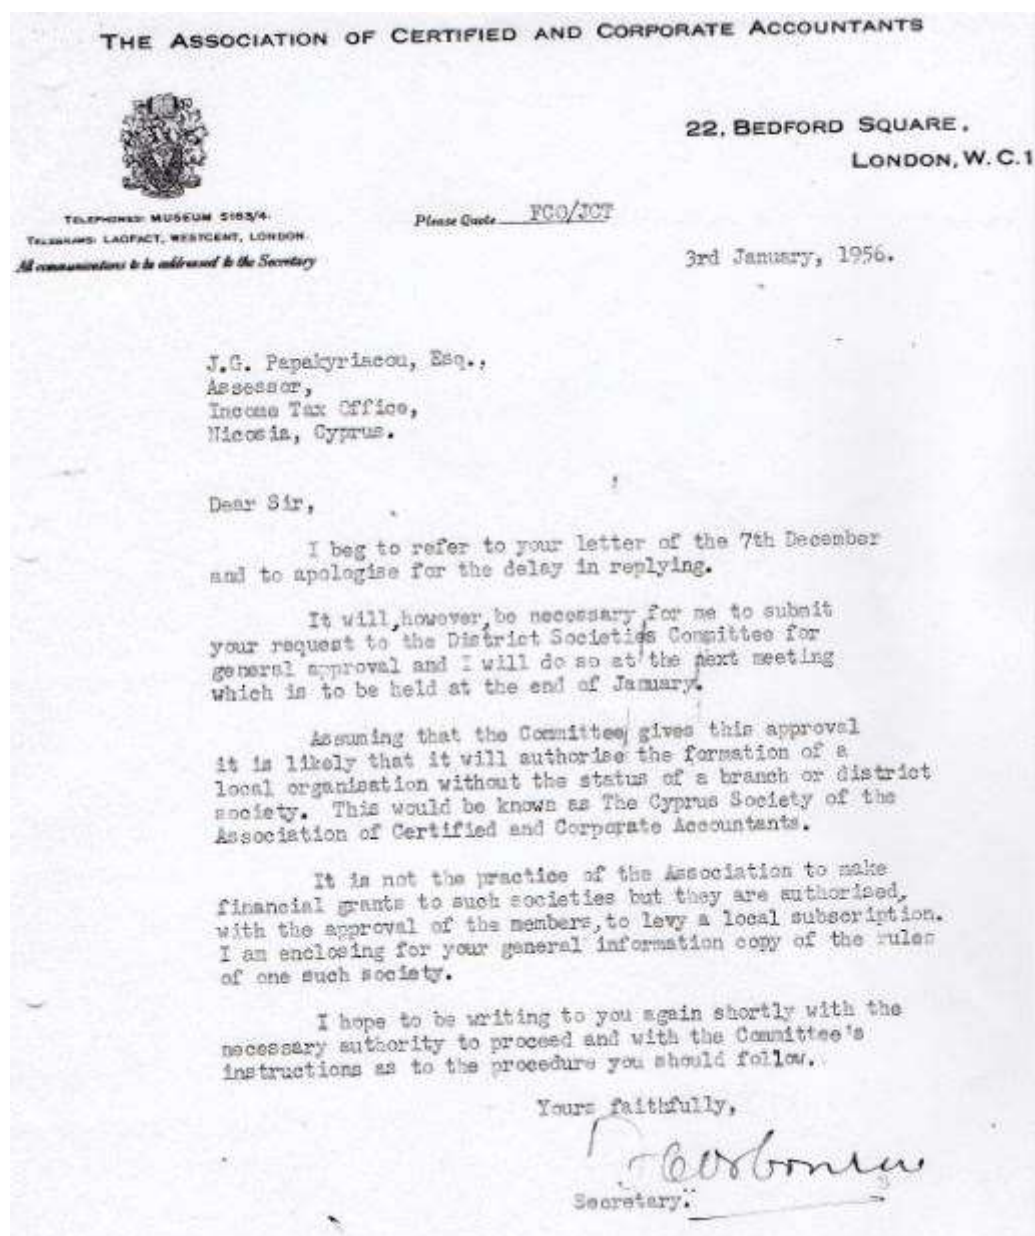 THE ASSOCIATION OF CERTIFIED AND CORPORATE ACCOUNTANTS
22, BEDFORD SQUARE,
LONDON, W.C.1
TELEPHONES: MUSEUM 5163/4.
TELEGRAMS: LAOFACT, WESTCENT, LONDON.
All communications to be addressed to the Secretary
Please Quote FCO/JCT
3rd January, 1956.
J.G. Papakyriacou, Esq.,
Assessor,
Income Tax Office,
Nicosia, Cyprus.
Dear Sir,
I beg to refer to your letter of the 7th December
and to apologise for the delay in replying.
It will, however, be necessary for me to submit
your request to the District Societies Committee for
general approval and I will do so at the next meeting
which is to be held at the end of January.
Assuming that the Committee gives this approval
it is likely that it will authorise the formation of a
local organisation without the status of a branch or district
society. This would be known as The Cyprus Society of the
Association of Certified and Corporate Accountants.
It is not the practice of the Association to make
financial grants to such societies but they are authorised,
with the approval of the members, to levy a local subscription.
I am enclosing for your general information copy of the rules
of one such society.
I hope to be writing to you again shortly with the
necessary authority to proceed and with the Committee's
instructions as to the procedure you should follow.
Yours faithfully,
Secretary.